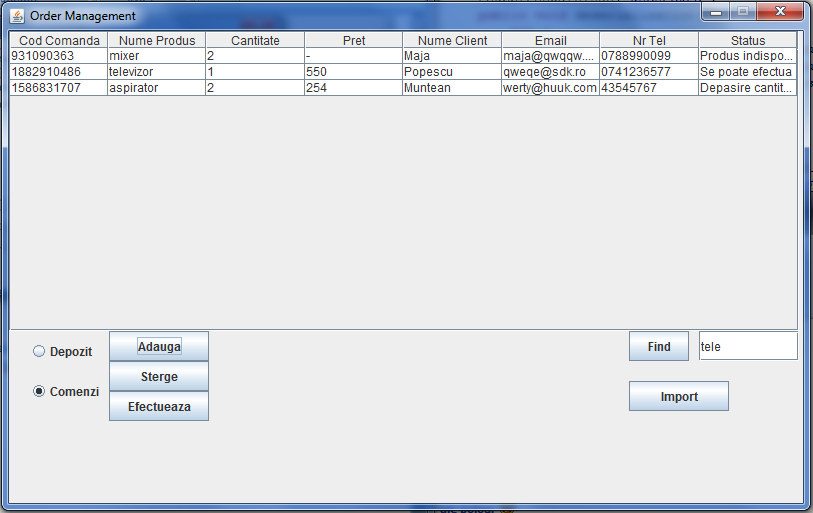 Order Management
Cod Comanda Nume Produs Cantitate Pret Nume Client Email Nr Tel Status
931090363 mixer 2 - Maja maja@qwqqw.... 0788990099 Produs indispo...
1882910486 televizor 1 550 Popescu qweqe@sdk.ro 0741236577 Se poate efectua
1586831707 aspirator 2 254 Muntean werty@huuk.com 43545767 Depasire cantit...
Depozit Adauga Find tele
Sterge
Comenzi Import
Efectueaza